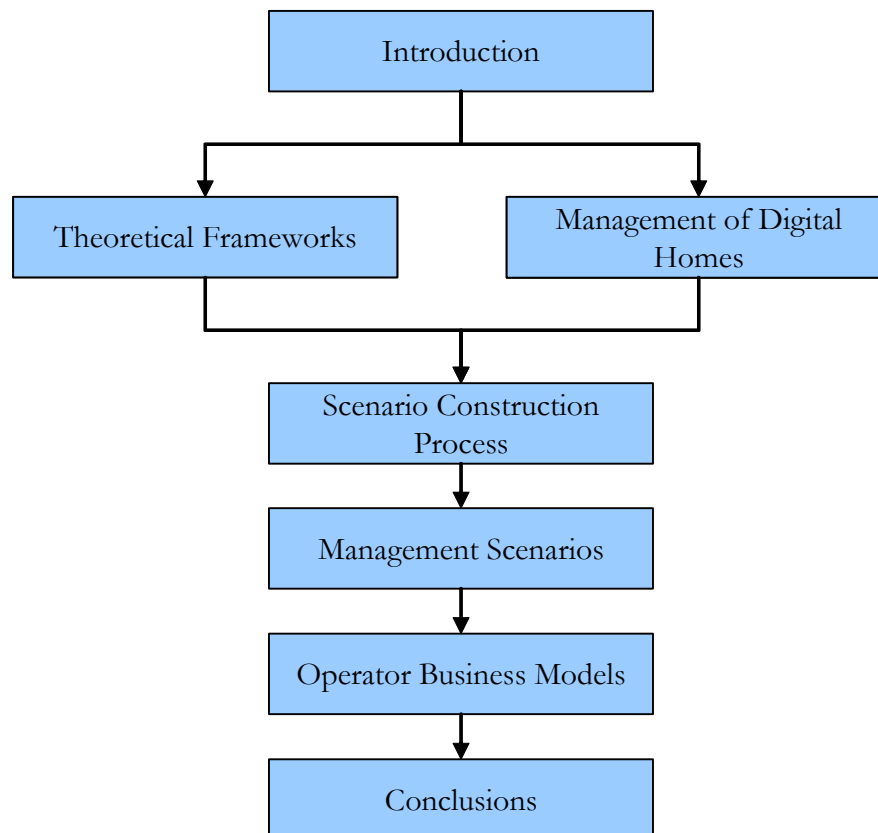 Introduction
Theoretical Frameworks
Management of Digital
Homes
Scenario Construction
Process
Management Scenarios
Operator Business Models
Conclusions